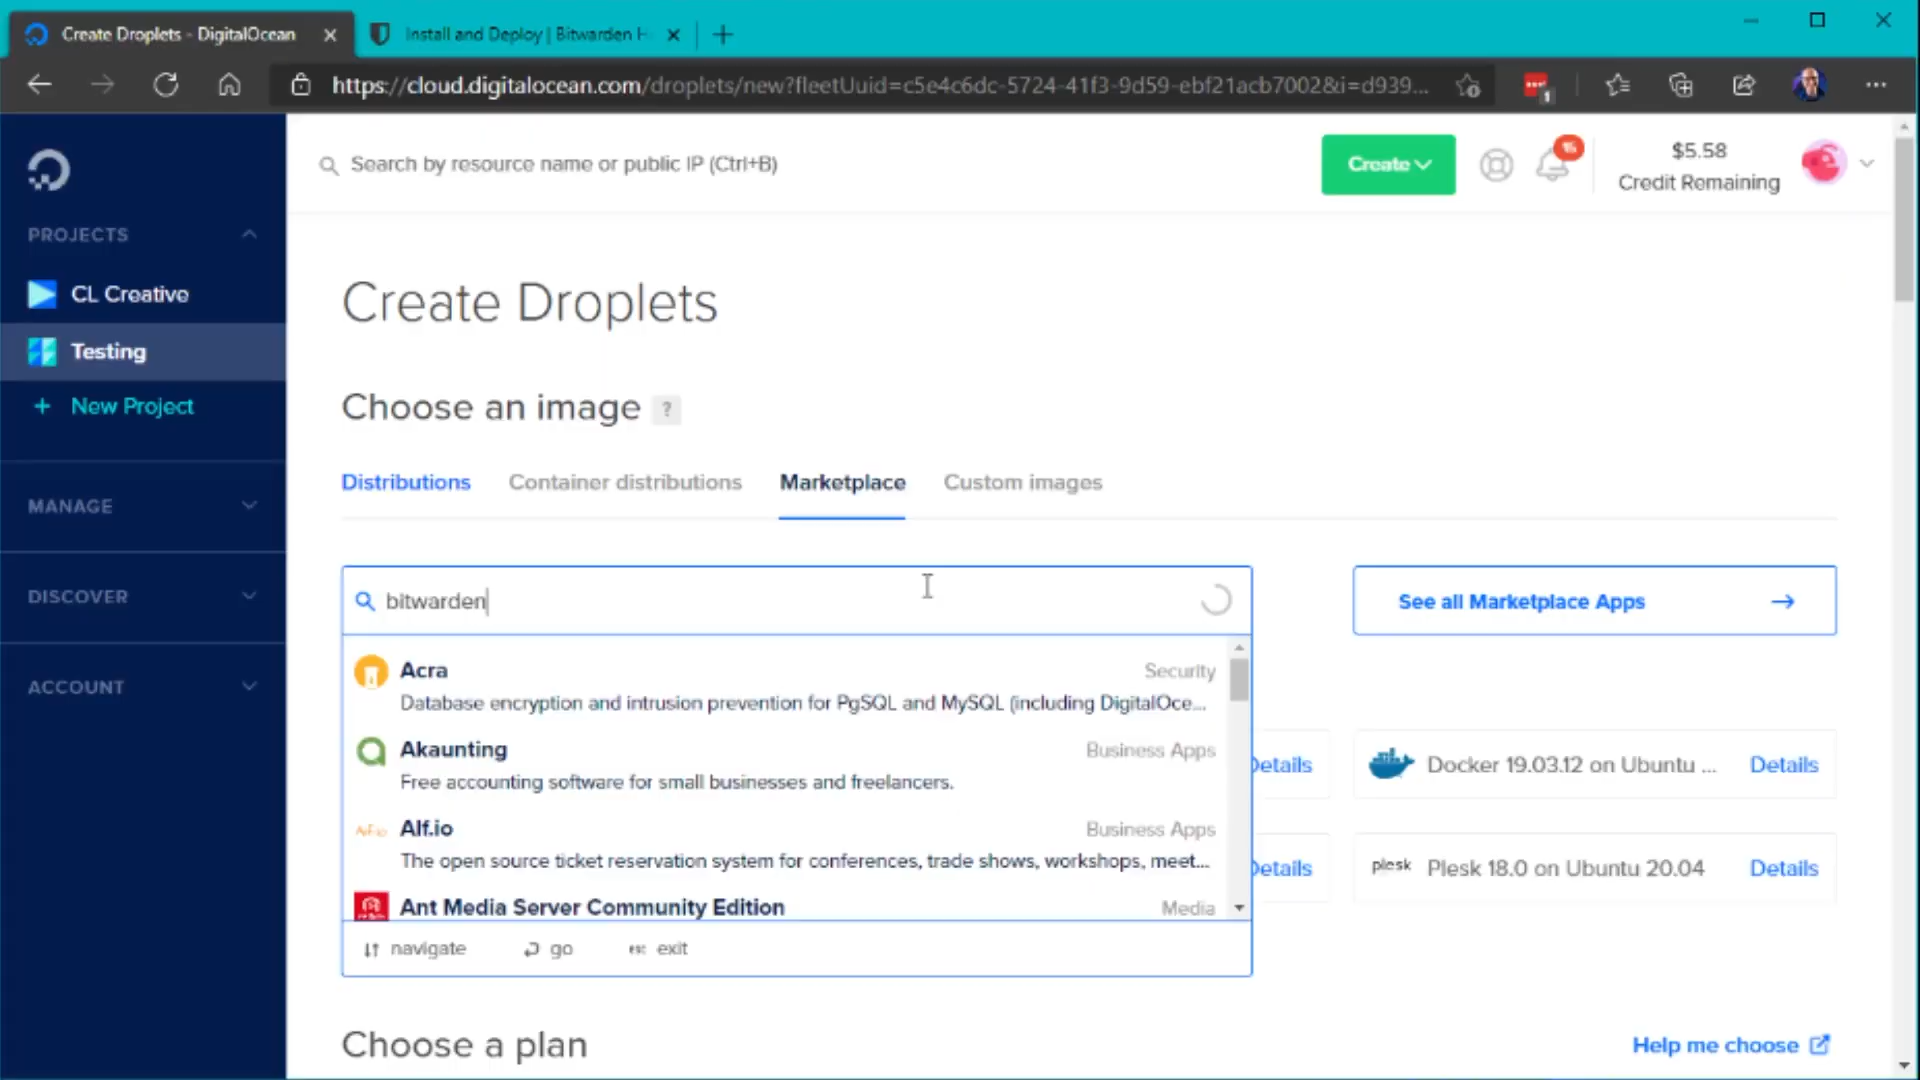 Create Droplets - DigitalOcean
Install and Deploy | Bitwarden H
https://cloud.digitalocean.com/droplets/new?fleetUuid=c5e4c6dc-5724-41f3-9d59-ebf21acb7002&i=d939...
1
Search by resource name or public IP (Ctrl+B)
Create
15
$5.58
Credit Remaining
PROJECTS
CL Creative
Testing
+ New Project
MANAGE
DISCOVER
ACCOUNT
Create Droplets
Choose an image ?
Distributions
Container distributions
Marketplace
Custom images
bitwarden
See all Marketplace Apps
Acra
Security
Database encryption and intrusion prevention for PgSQL and MySQL (including DigitalOce...
Akaunting
Business Apps
Free accounting software for small businesses and freelancers.
Alf.io
Business Apps
The open source ticket reservation system for conferences, trade shows, workshops, meet...
Ant Media Server Community Edition
Media
navigate
go
esc exit
Details
Docker 19.03.12 on Ubuntu ...
Details
Details
plesk
Plesk 18.0 on Ubuntu 20.04
Details
Choose a plan
Help me choose